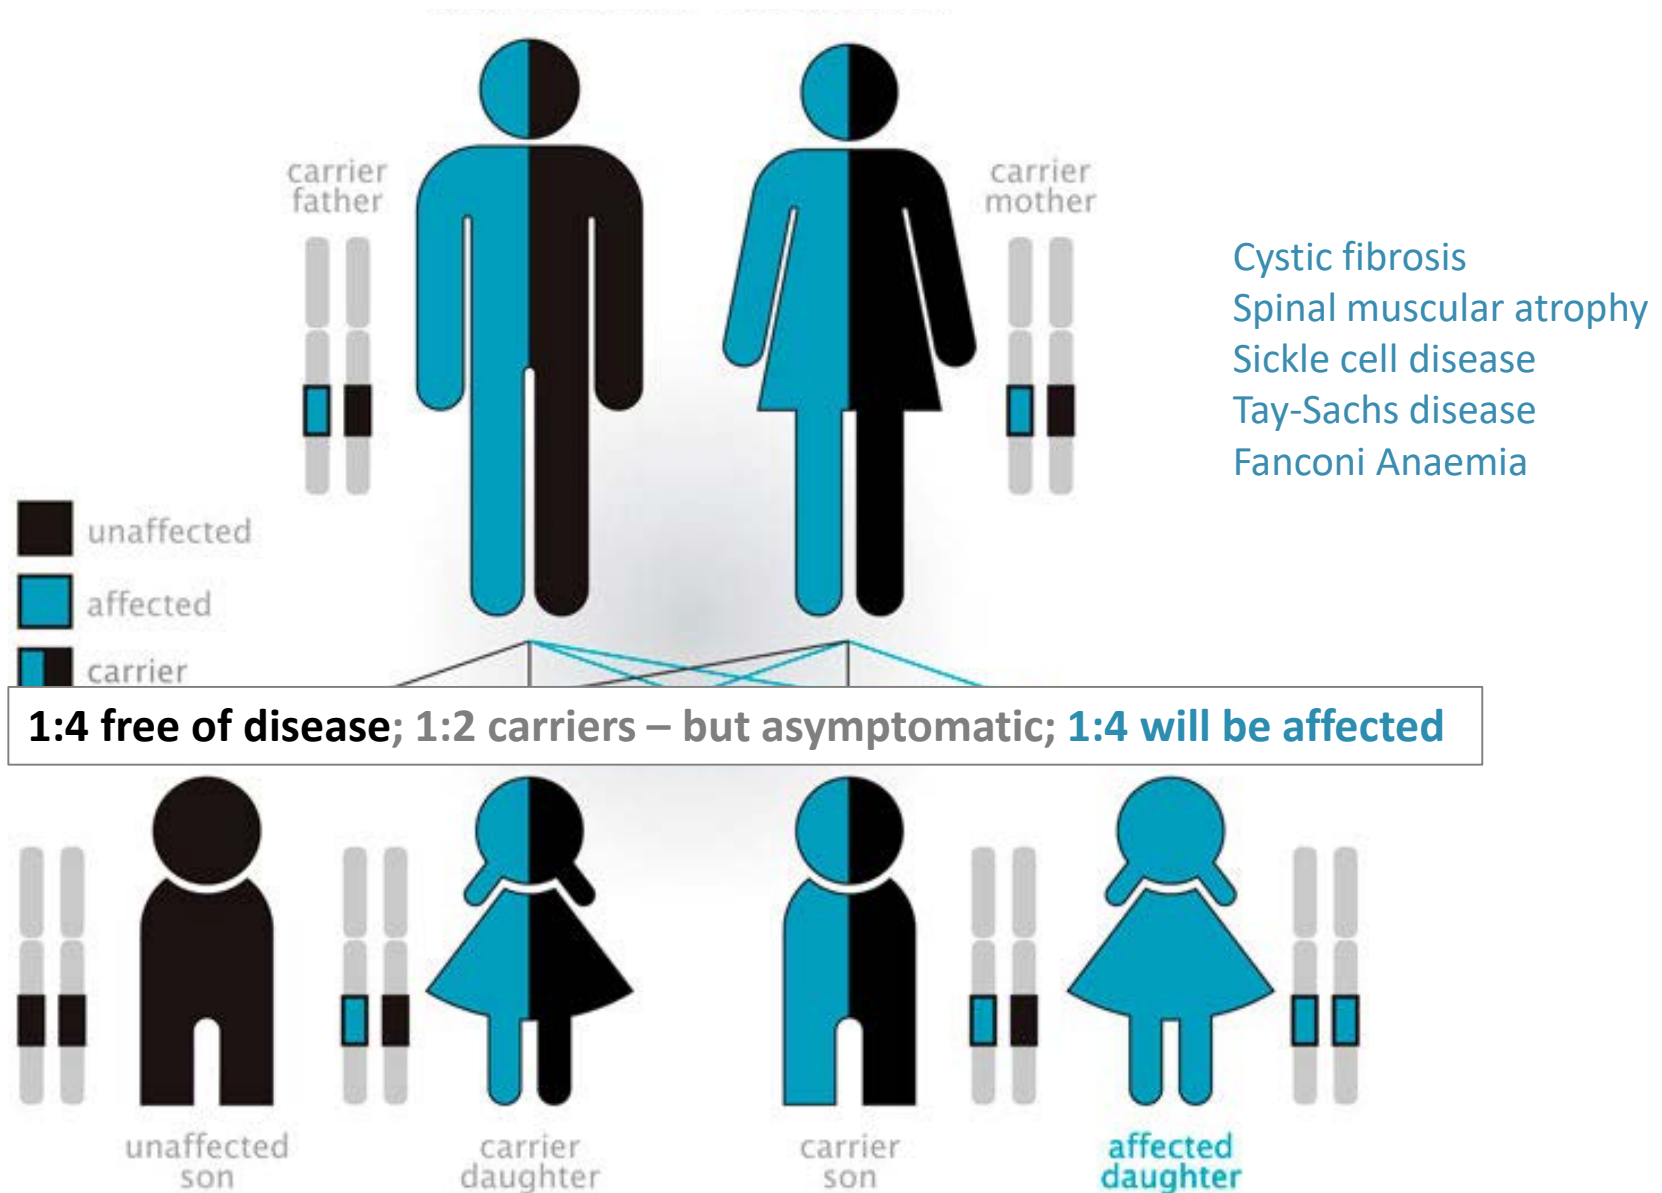 carrier
father
carrier
mother
Cystic fibrosis
Spinal muscular atrophy
Sickle cell disease
Tay-Sachs disease
Fanconi Anaemia
unaffected
affected
carrier
1:4 free of disease; 1:2 carriers – but asymptomatic; 1:4 will be affected
unaffected
son
carrier
daughter
carrier
son
affected
daughter